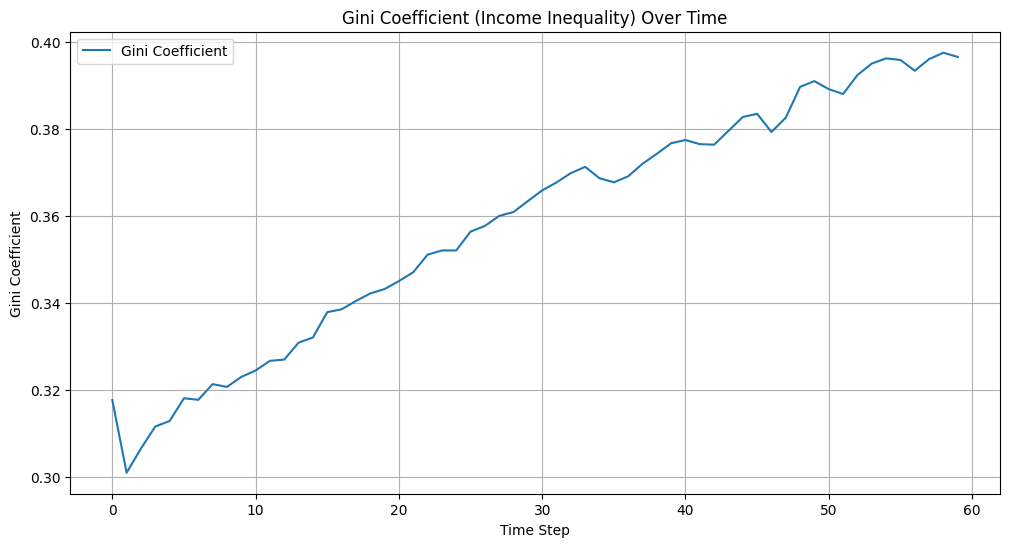 Gini Coefficient (Income Inequality) Over Time
Gini Coefficient
Gini Coefficient
0.40
0.38
0.36
0.34
0.32
0.30
0 10 20 30 40 50 60
Time Step